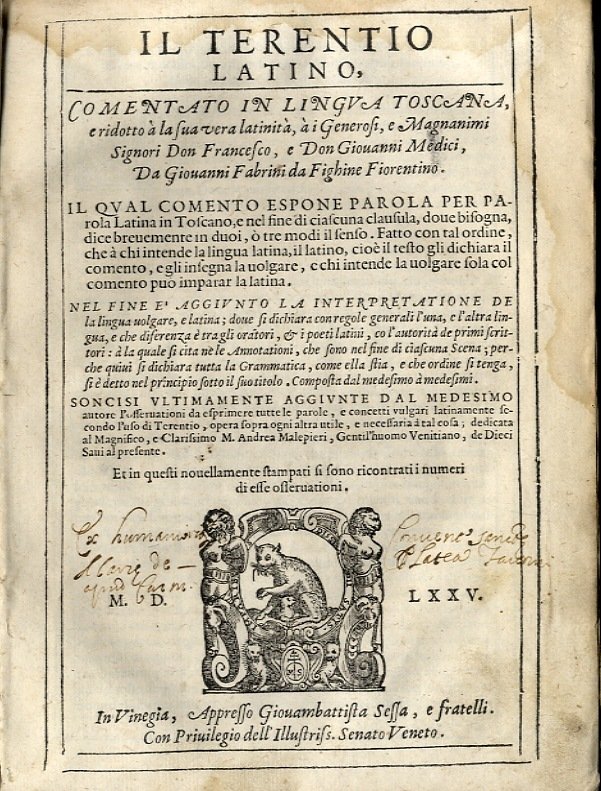 IL TERENTIO
LATINO,
COMENTATO IN LINGVA TOSCANA,
e ridotto à la sua vera latinità, à i Generosi, e Magnanimi
Signori Don Francesco, e Don Giovanni Medici,
Da Giovanni Fabrini da Fighine Fiorentino.
IL QVAL COMENTO ESPONE PAROLA PER PA-
rola Latina in Toscano, e nel fine di ciascuna clausula, doue bisogna,
dice breuemente in duoi, ò tre modi il senso. Fatto con tal ordine,
che à chi intende la lingua latina, il latino, cioè il testo gli dichiara il
comento, e gli insegna la uolgare, e chi intende la uolgare sola col
comento può imparar la latina.
NEL FINE E' AGGIVNTO LA INTERPRETATIONE DE
la lingua uolgare, e latina; doue si dichiara con regole generali l'una, e l'altra lin-
gua, e che diferenza è tra gli oratori, & i poeti latini, co l'autorità de primi scrit-
tori: à la quale si cita nè le Annotationi, che sono nel fine di ciascuna Scena; per-
che quiui si dichiara tutta la Grammatica, come ella stia, e che ordine si tenga,
si è detto nel principio sotto il suo titolo. Composta dal medesimo à medesimi.
SONCISI VLTIMAMENTE AGGIVNTE DAL MEDESIMO
autore l'osseruationi da esprimere tutte le parole, e concetti vulgari latinamente se-
condo l'uso di Terentio, opera sopra ogni altra utile, e necessaria à tal cosa; dedicata
al Magnifico, e Clarissimo M. Andrea Malepieri, Gentil'huomo Venitiano, de Dieci
Saui al presente.
Et in questi nouellamente stampati si sono ricontrati i numeri
di esse osseruationi.
Ex
M. D. LXXV.
In Vinegia, Appresso Giouambattista Sessa, e fratelli.
Con Priuilegio dell'Illustriss. Senato Veneto.